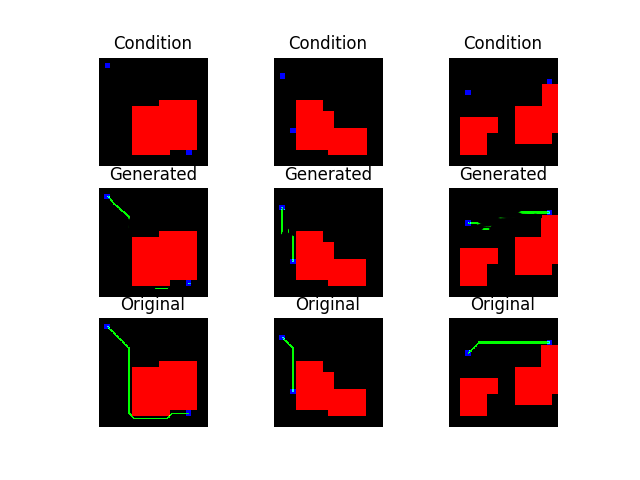 Condition Condition Condition
Generated Generated Generated
Original Original Original